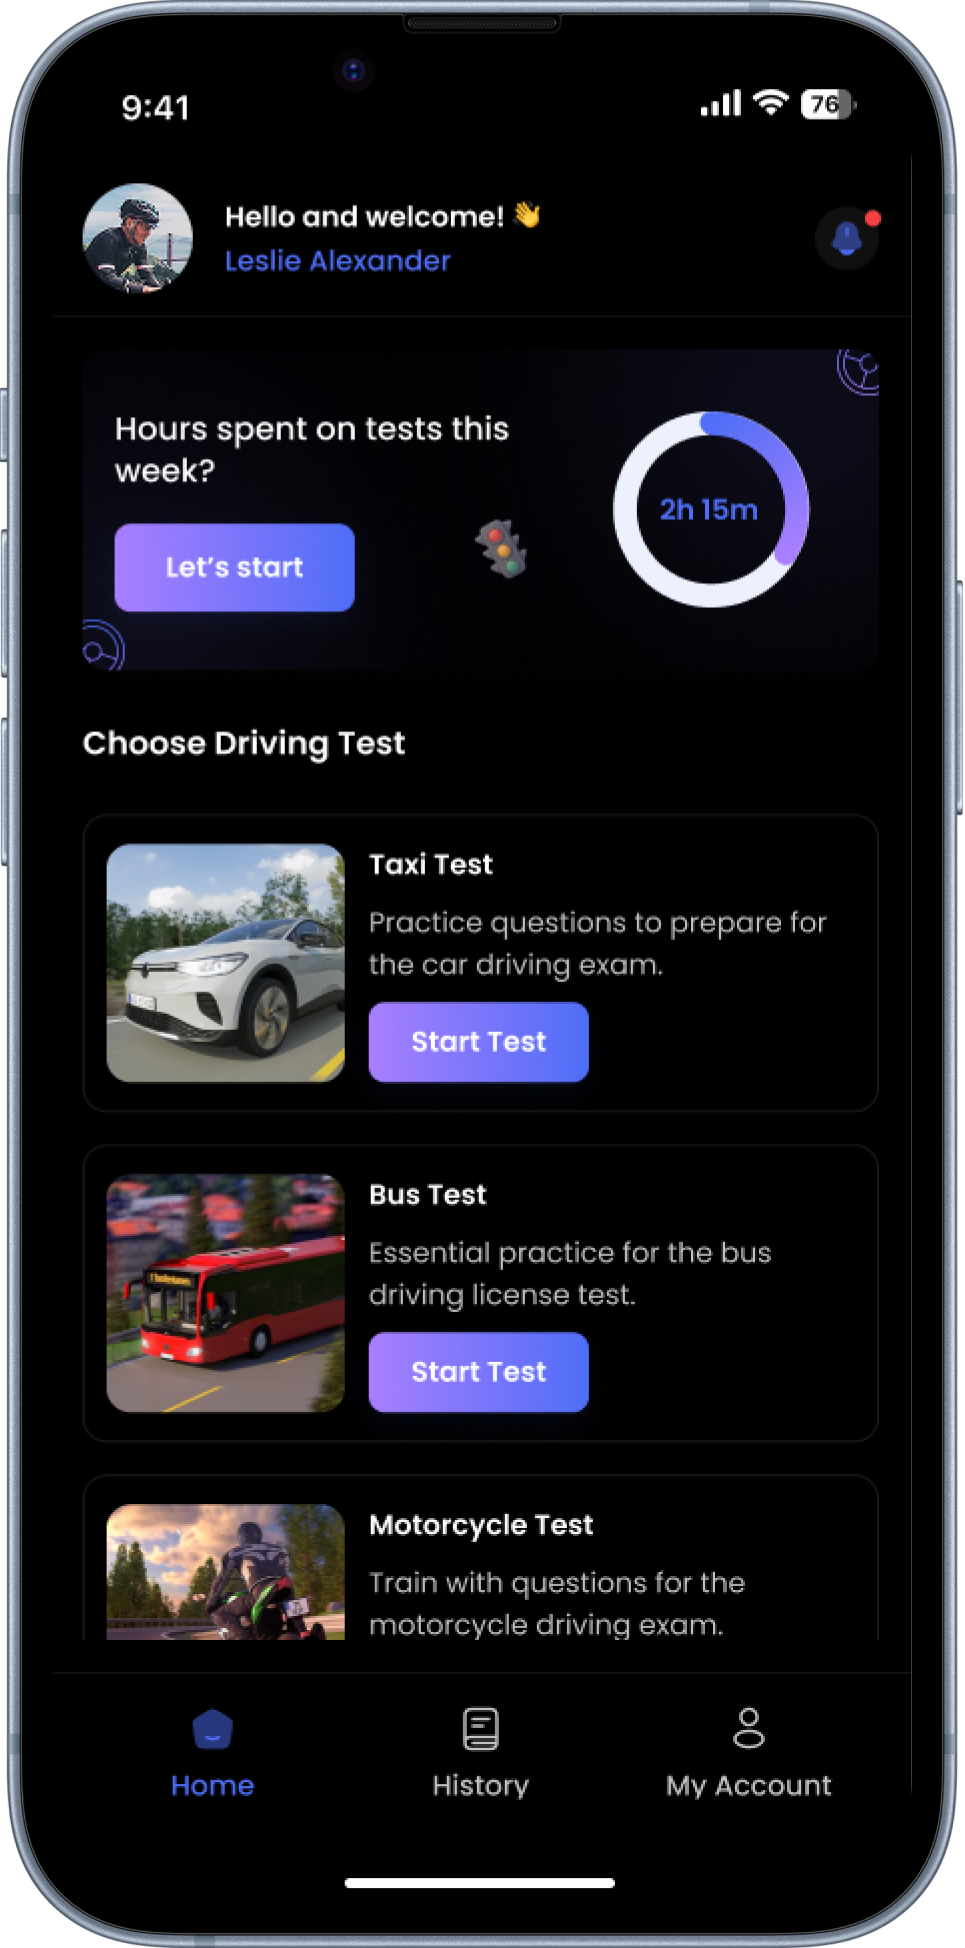 9:41
76
Hello and welcome! 👋
Leslie Alexander
Hours spent on tests this
week?
2h 15m
Let's start
Choose Driving Test
Taxi Test
Practice questions to prepare for
the car driving exam.
Start Test
Bus Test
Essential practice for the bus
driving license test.
Start Test
Motorcycle Test
Train with questions for the
motorcycle driving exam.
Home
History
My Account